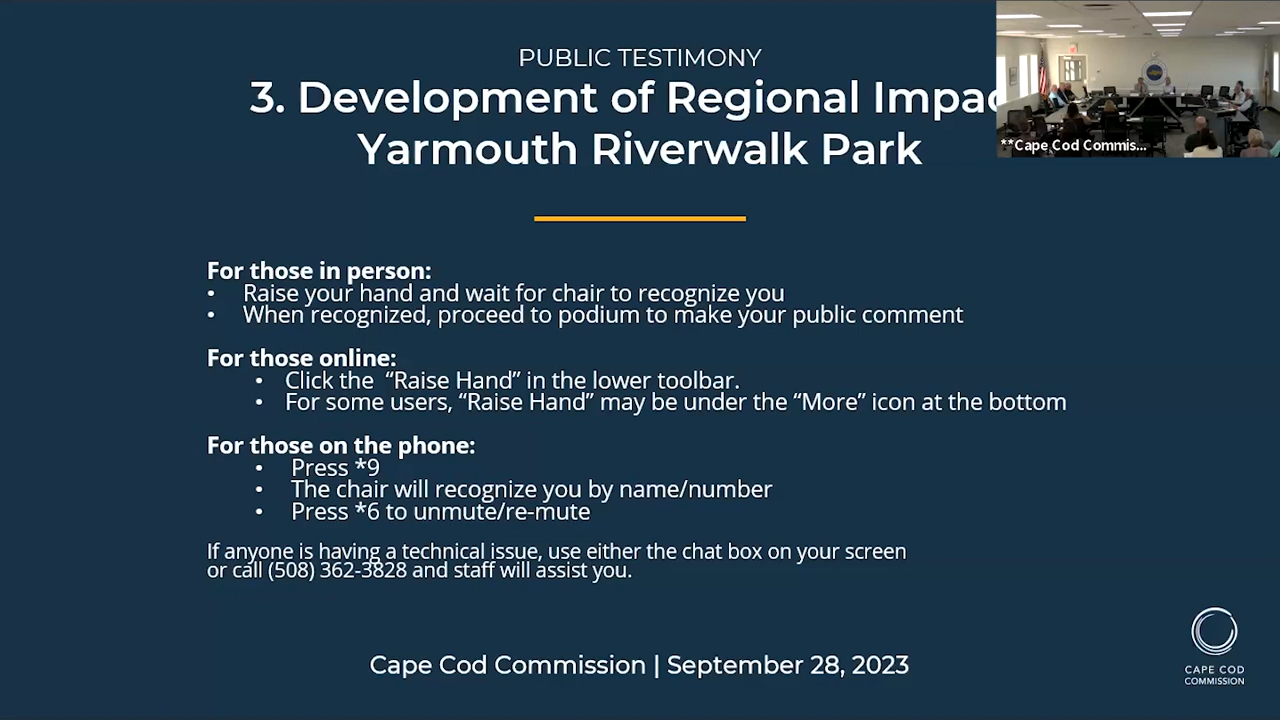 PUBLIC TESTIMONY
3. Development of Regional Impac
Yarmouth Riverwalk Park
**Cape Cod Commis...
For those in person:
• Raise your hand and wait for chair to recognize you
• When recognized, proceed to podium to make your public comment
For those online:
• Click the “Raise Hand” in the lower toolbar.
• For some users, “Raise Hand” may be under the “More” icon at the bottom
For those on the phone:
• Press *9
• The chair will recognize you by name/number
• Press *6 to unmute/re-mute
If anyone is having a technical issue, use either the chat box on your screen
or call (508) 362-3828 and staff will assist you.
Cape Cod Commission | September 28, 2023
CAPE COD
COMMISSION